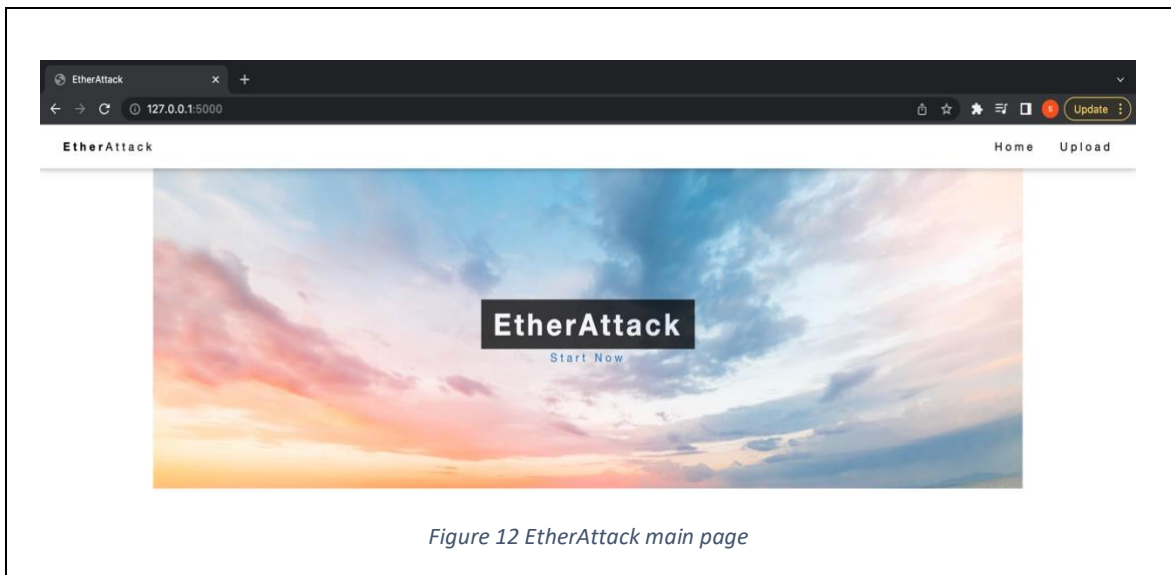 EtherAttack
127.0.0.1:5000
S
Update
EtherAttack Home Upload
EtherAttack
Start Now
Figure 12 EtherAttack main page